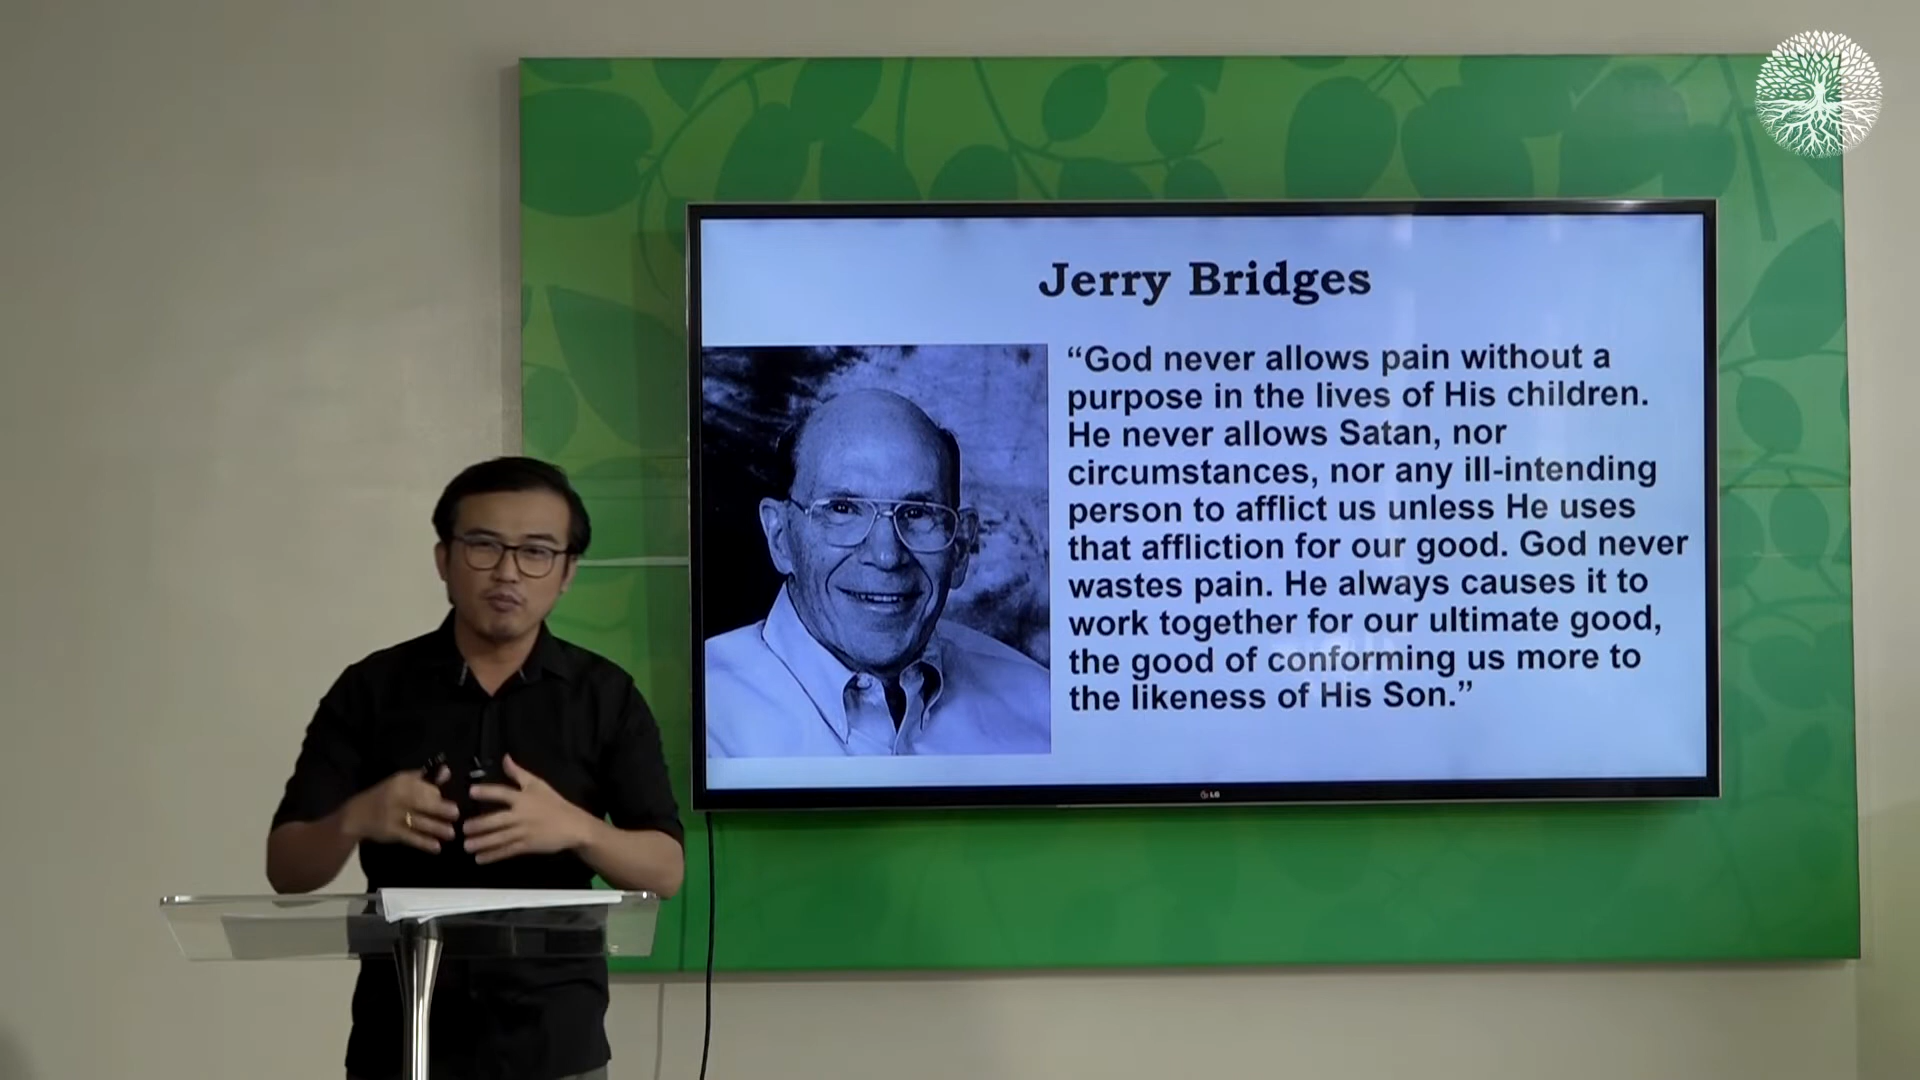 Jerry Bridges
“God never allows pain without a
purpose in the lives of His children.
He never allows Satan, nor
circumstances, nor any ill-intending
person to afflict us unless He uses
that affliction for our good. God never
wastes pain. He always causes it to
work together for our ultimate good,
the good of conforming us more to
the likeness of His Son.”
LG